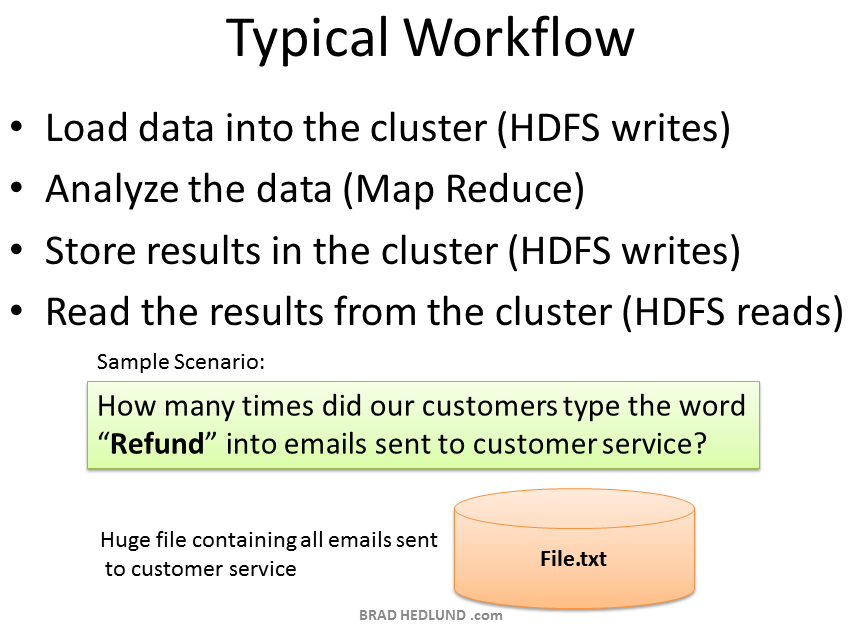 Typical Workflow
• Load data into the cluster (HDFS writes)
• Analyze the data (Map Reduce)
• Store results in the cluster (HDFS writes)
• Read the results from the cluster (HDFS reads)
Sample Scenario:
How many times did our customers type the word
“Refund” into emails sent to customer service?
Huge file containing all emails sent
to customer service
File.txt
BRAD HEDLUND .com